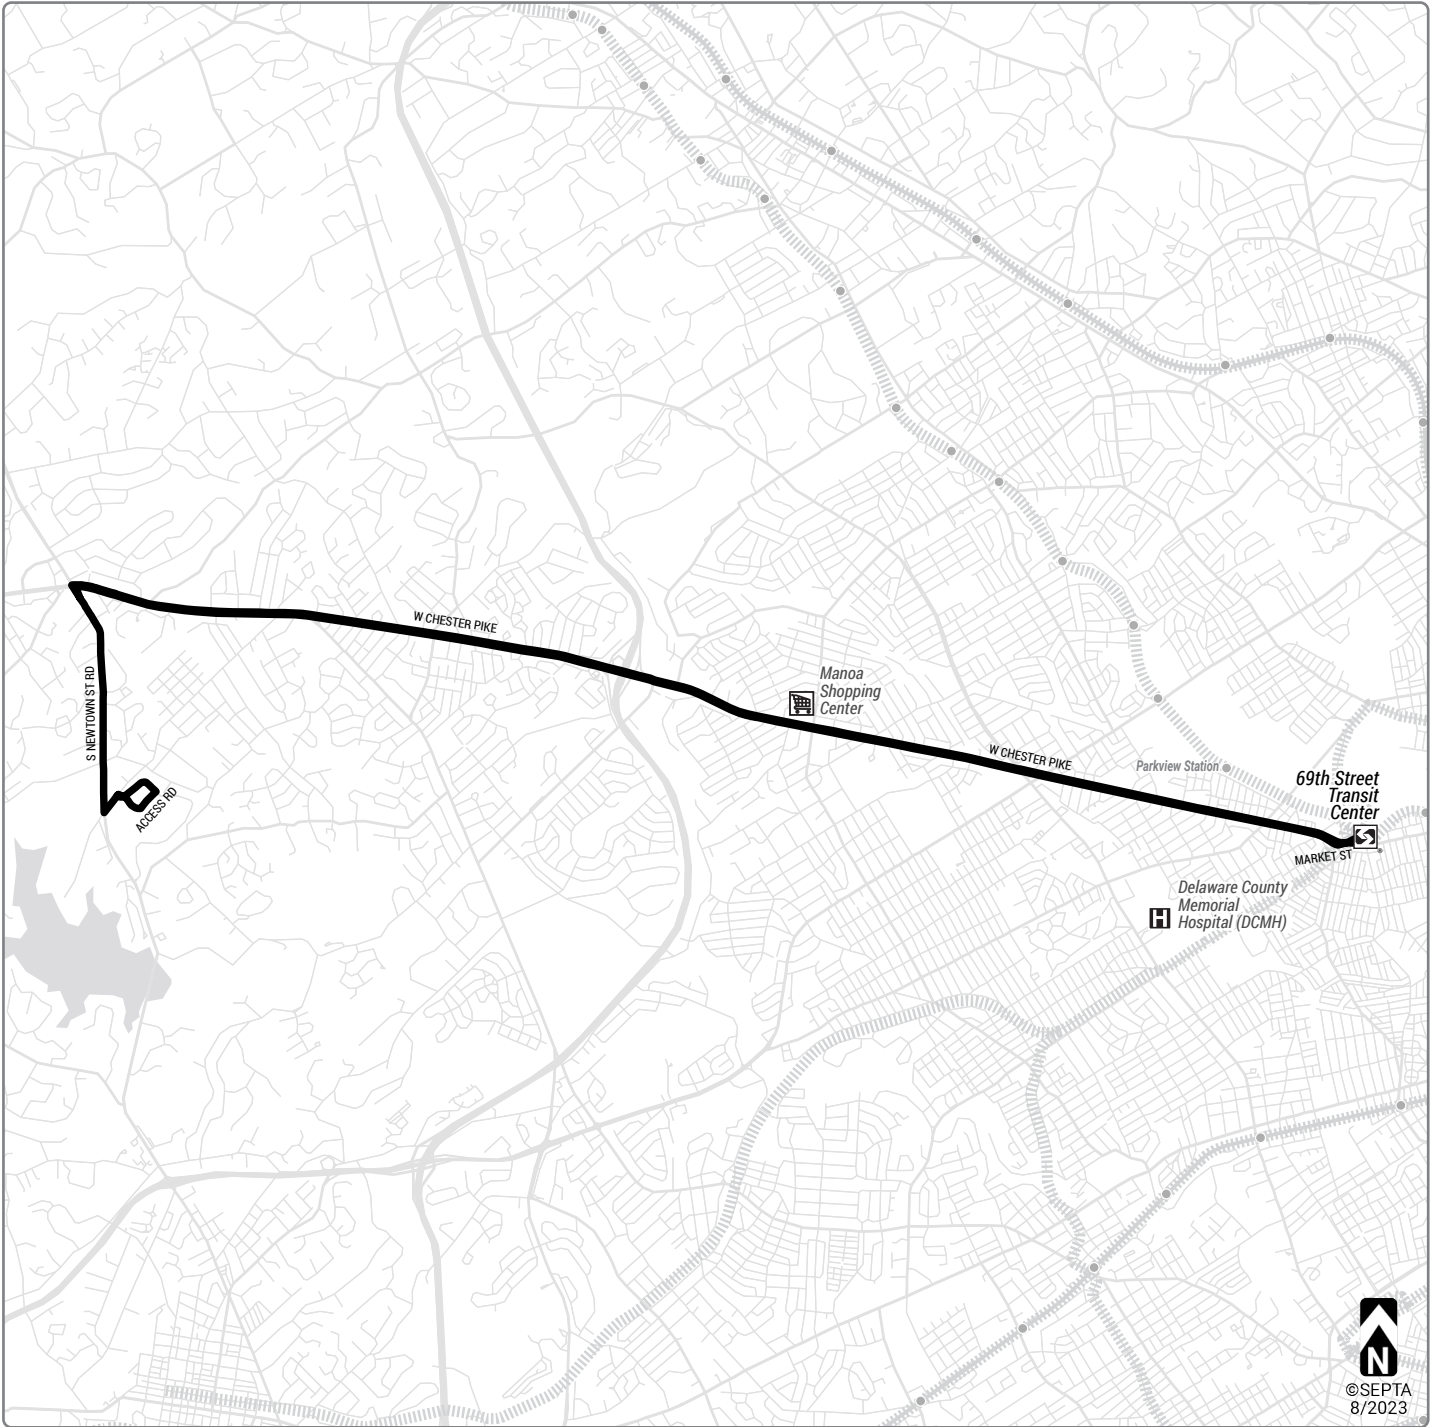 W CHESTER PIKE
S NEWTOWN ST RD
Manoa
Shopping
Center
W CHESTER PIKE
Parkview Station
69th Street
Transit
Center
ACCESS RD
MARKET ST
H
Delaware County
Memorial
Hospital (DCMH)
N
©SEPTA
8/2023